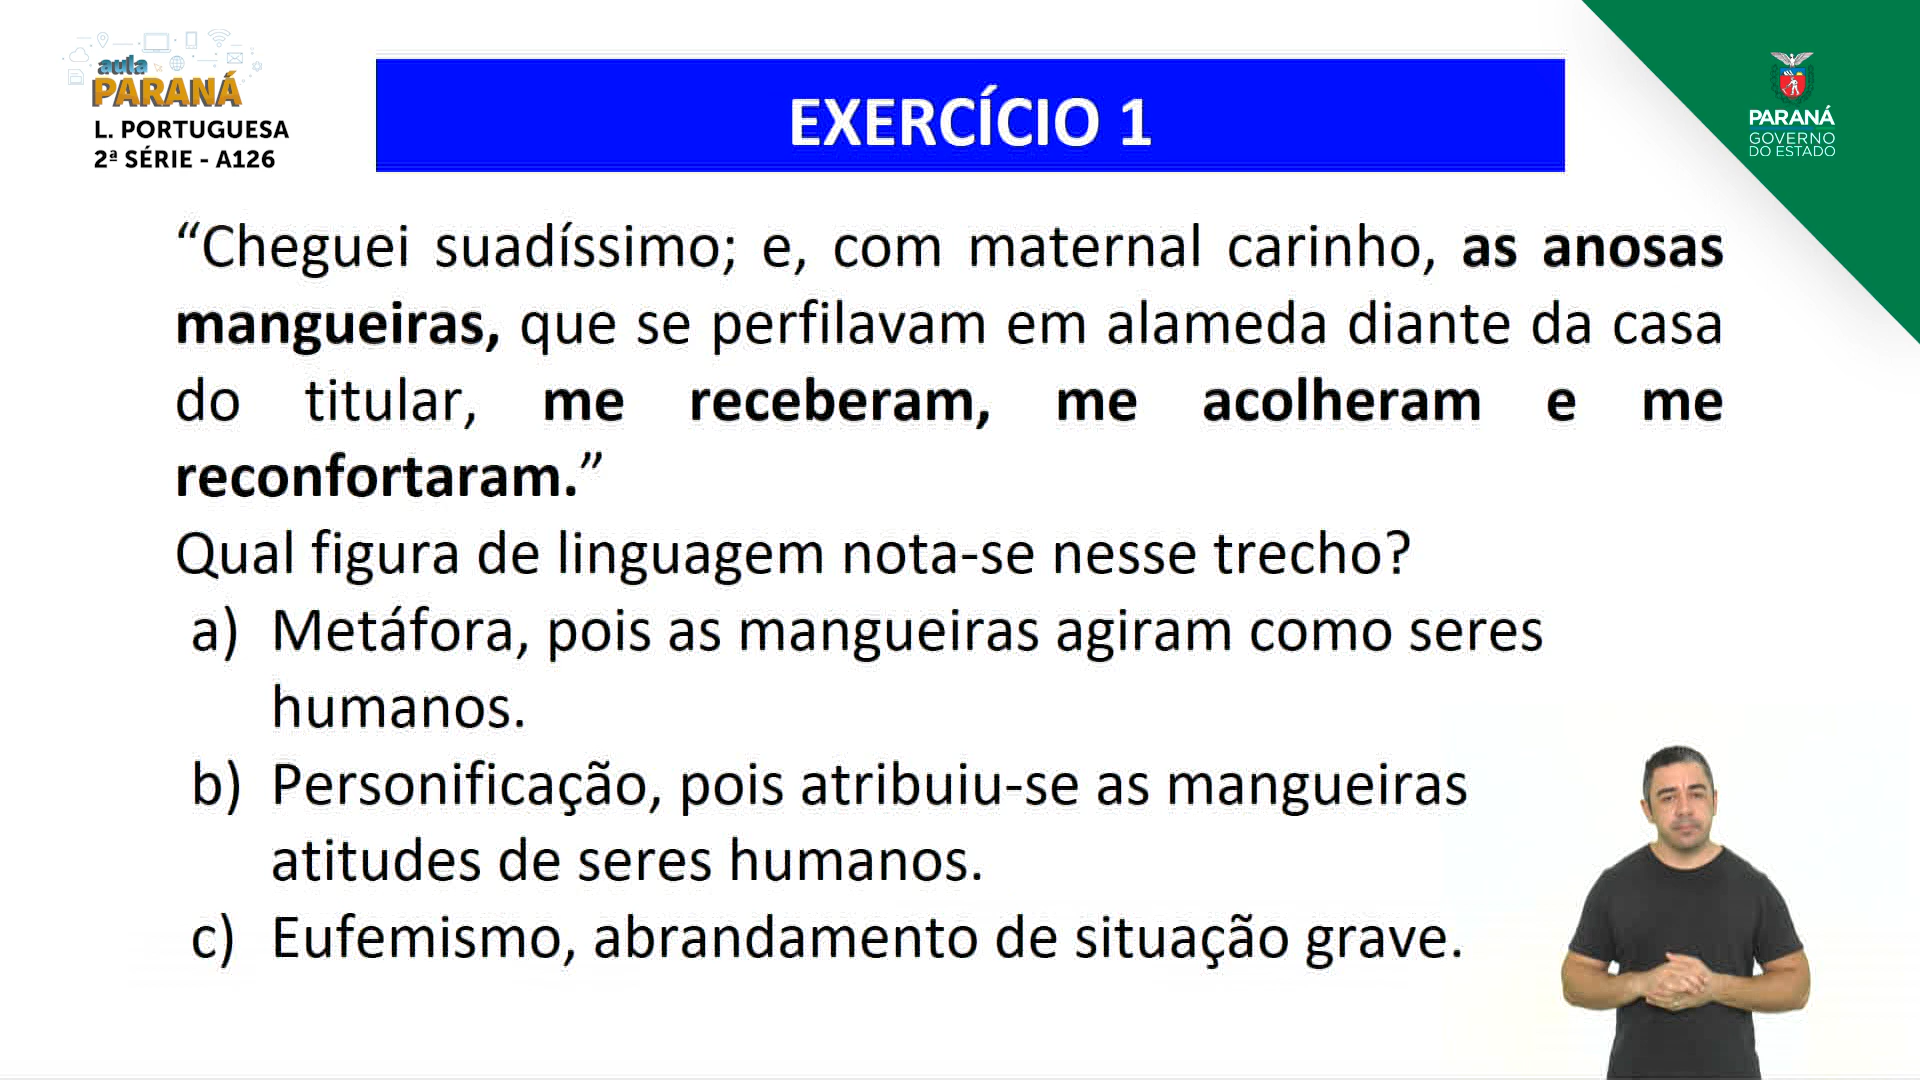 aula
PARANÁ
L. PORTUGUESA
2ª SÉRIE - A126
EXERCÍCIO 1
PARANÁ
GOVERNO
DO ESTADO
“Cheguei suadíssimo; e, com maternal carinho, as anosas
mangueiras, que se perfilavam em alameda diante da casa
do titular, me receberam, me acolheram e me
reconfortaram.”
Qual figura de linguagem nota-se nesse trecho?
a) Metáfora, pois as mangueiras agiram como seres
humanos.
b) Personificação, pois atribuiu-se as mangueiras
atitudes de seres humanos.
c) Eufemismo, abrandamento de situação grave.